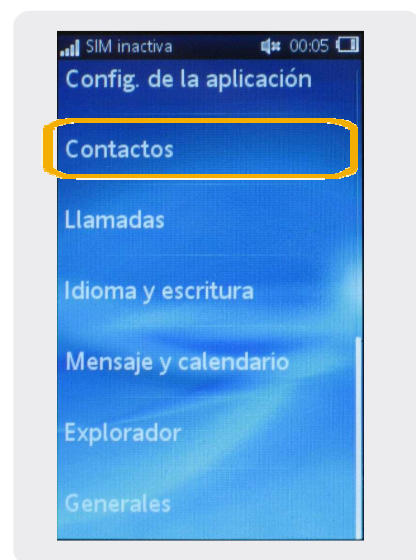 SIM inactiva 00:05
Config. de la aplicación
Contactos
Llamadas
Idioma y escritura
Mensaje y calendario
Explorador
Generales